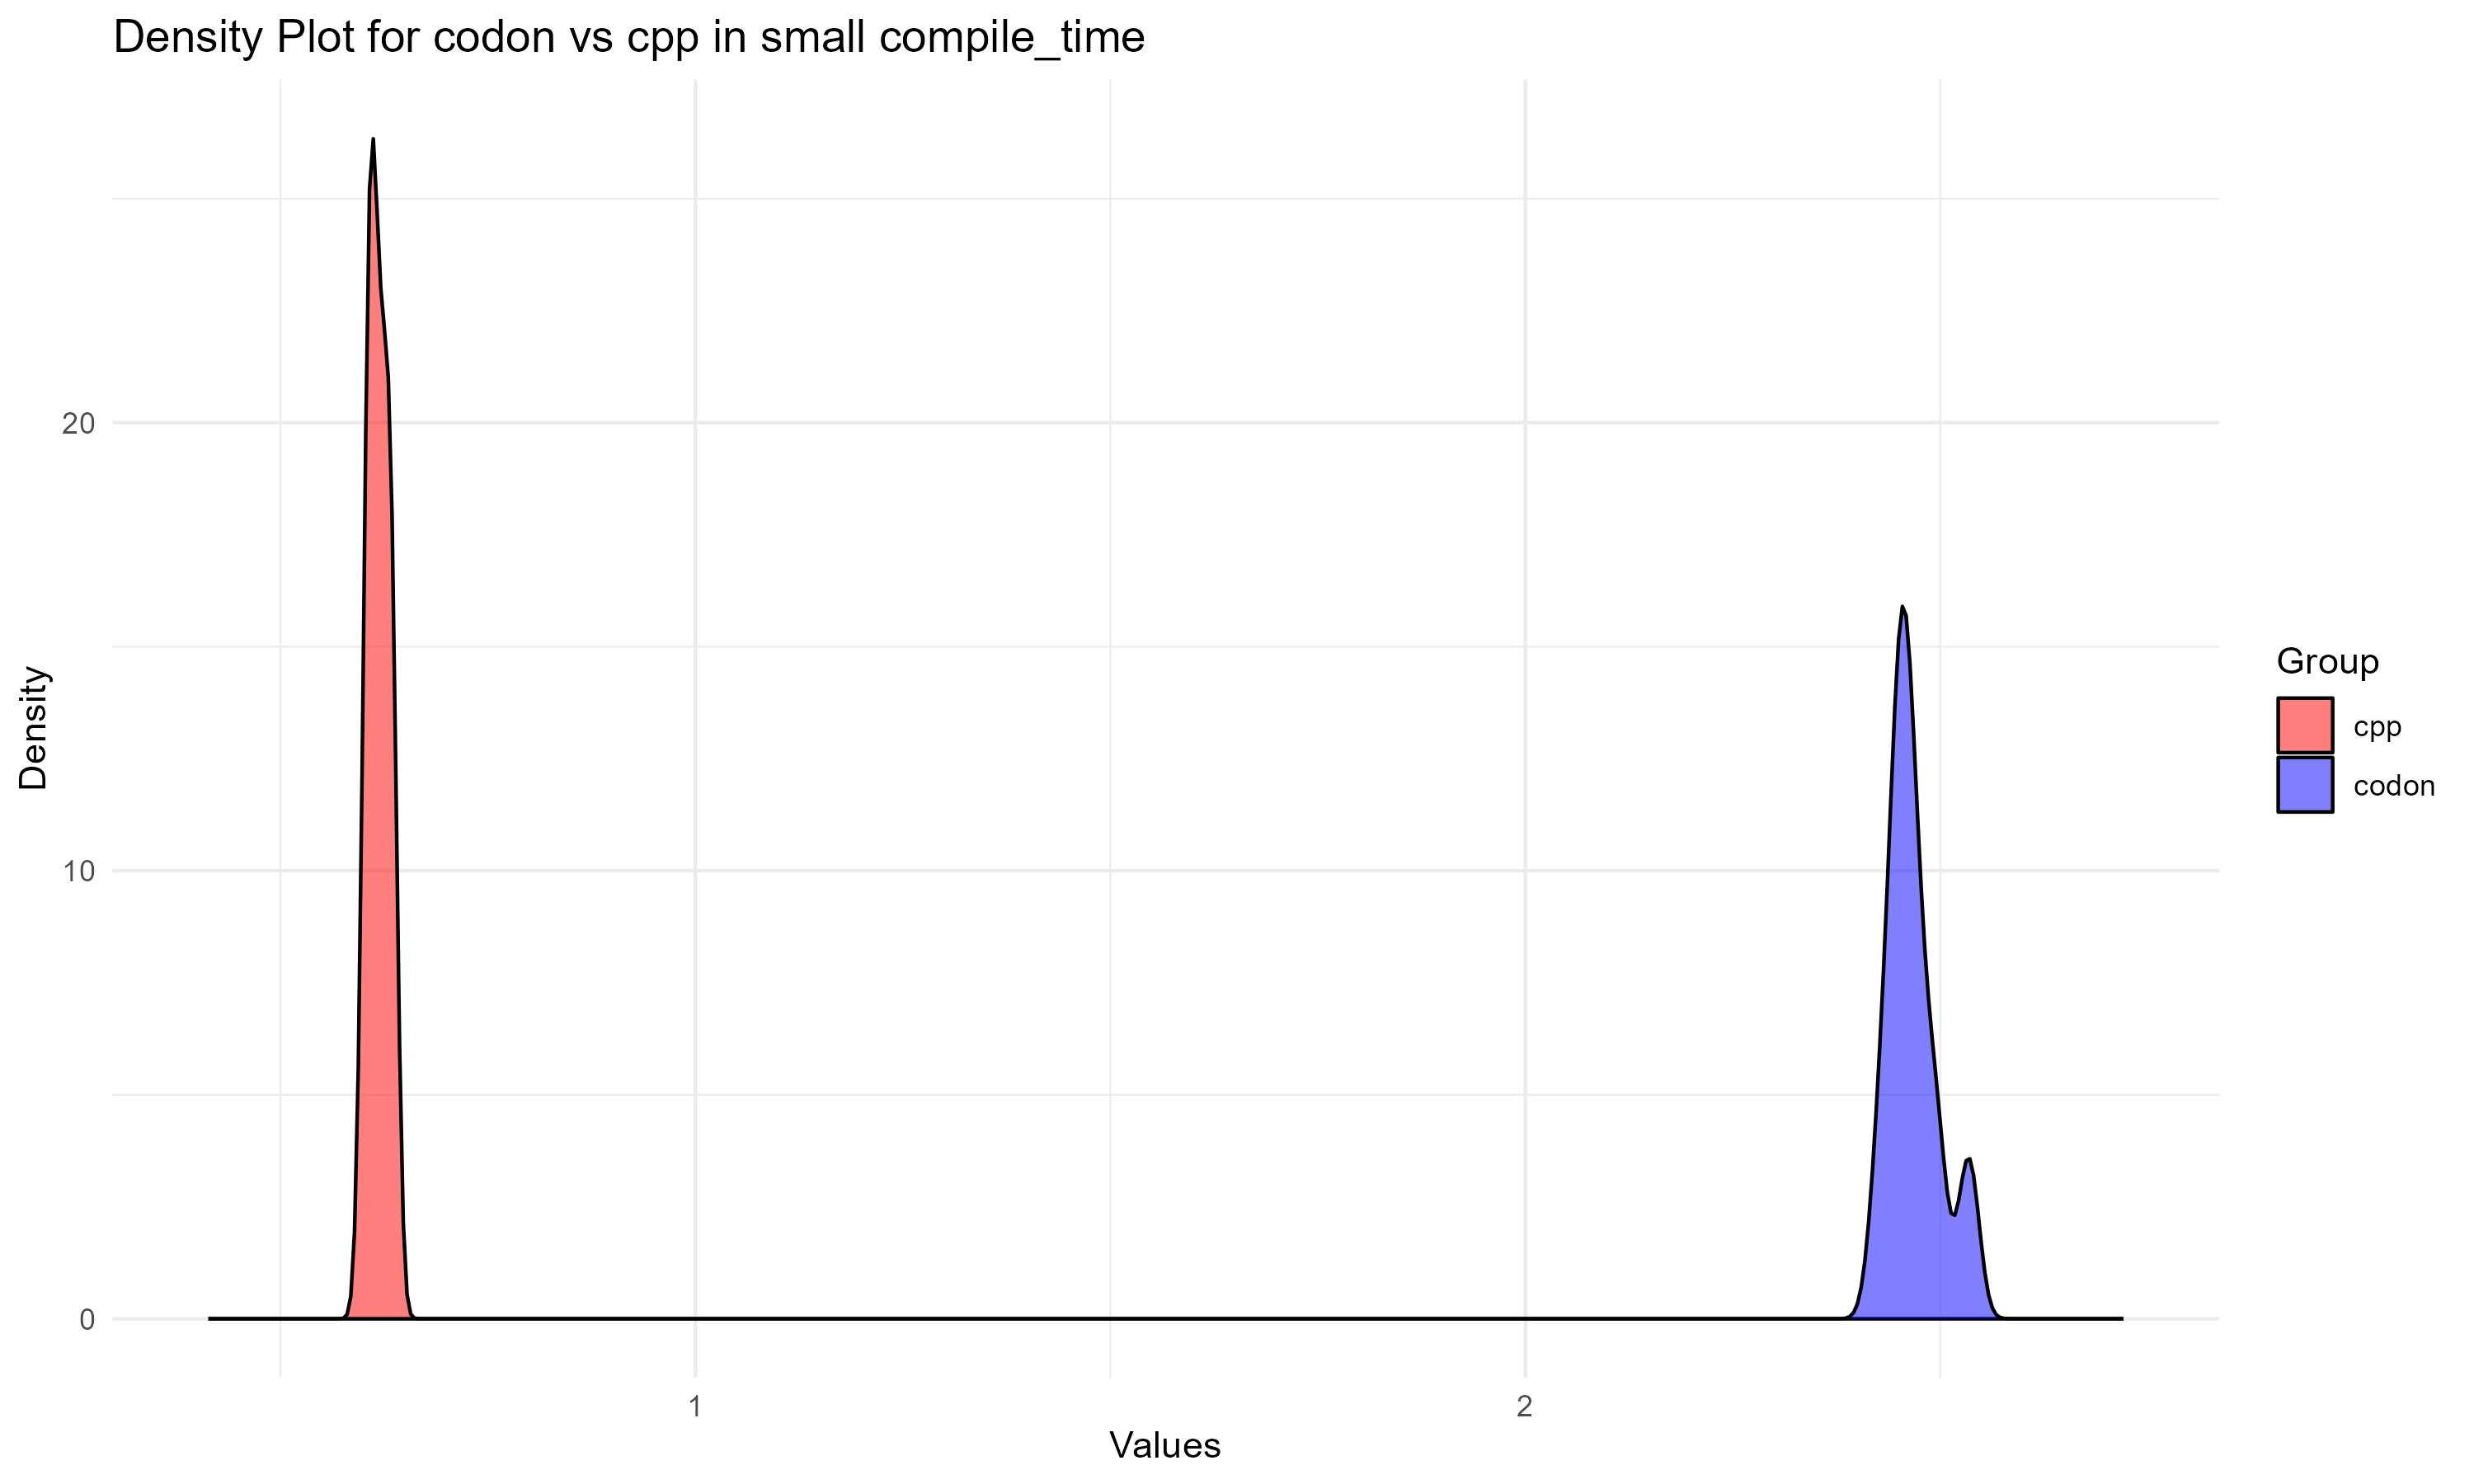 Density Plot for codon vs cpp in small compile_time
Density
20
10
0
1
2
Values
Group
cpp
codon